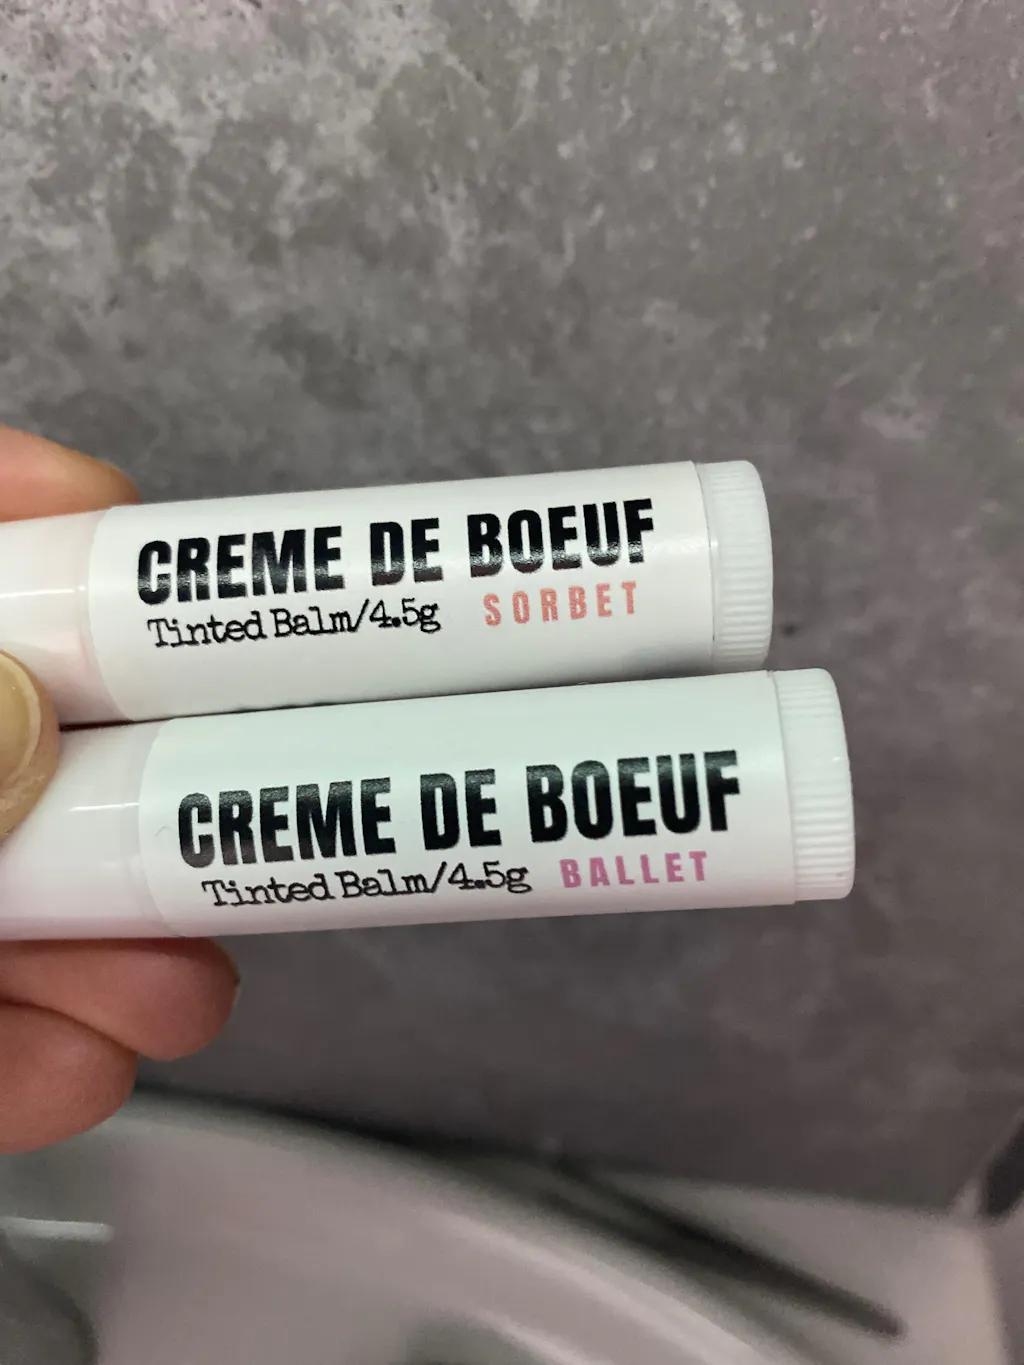 CREME DE BOEUF
Tinted Balm/4.5g SORBET
CREME DE BOEUF
Tinted Balm/4.5g BALLET